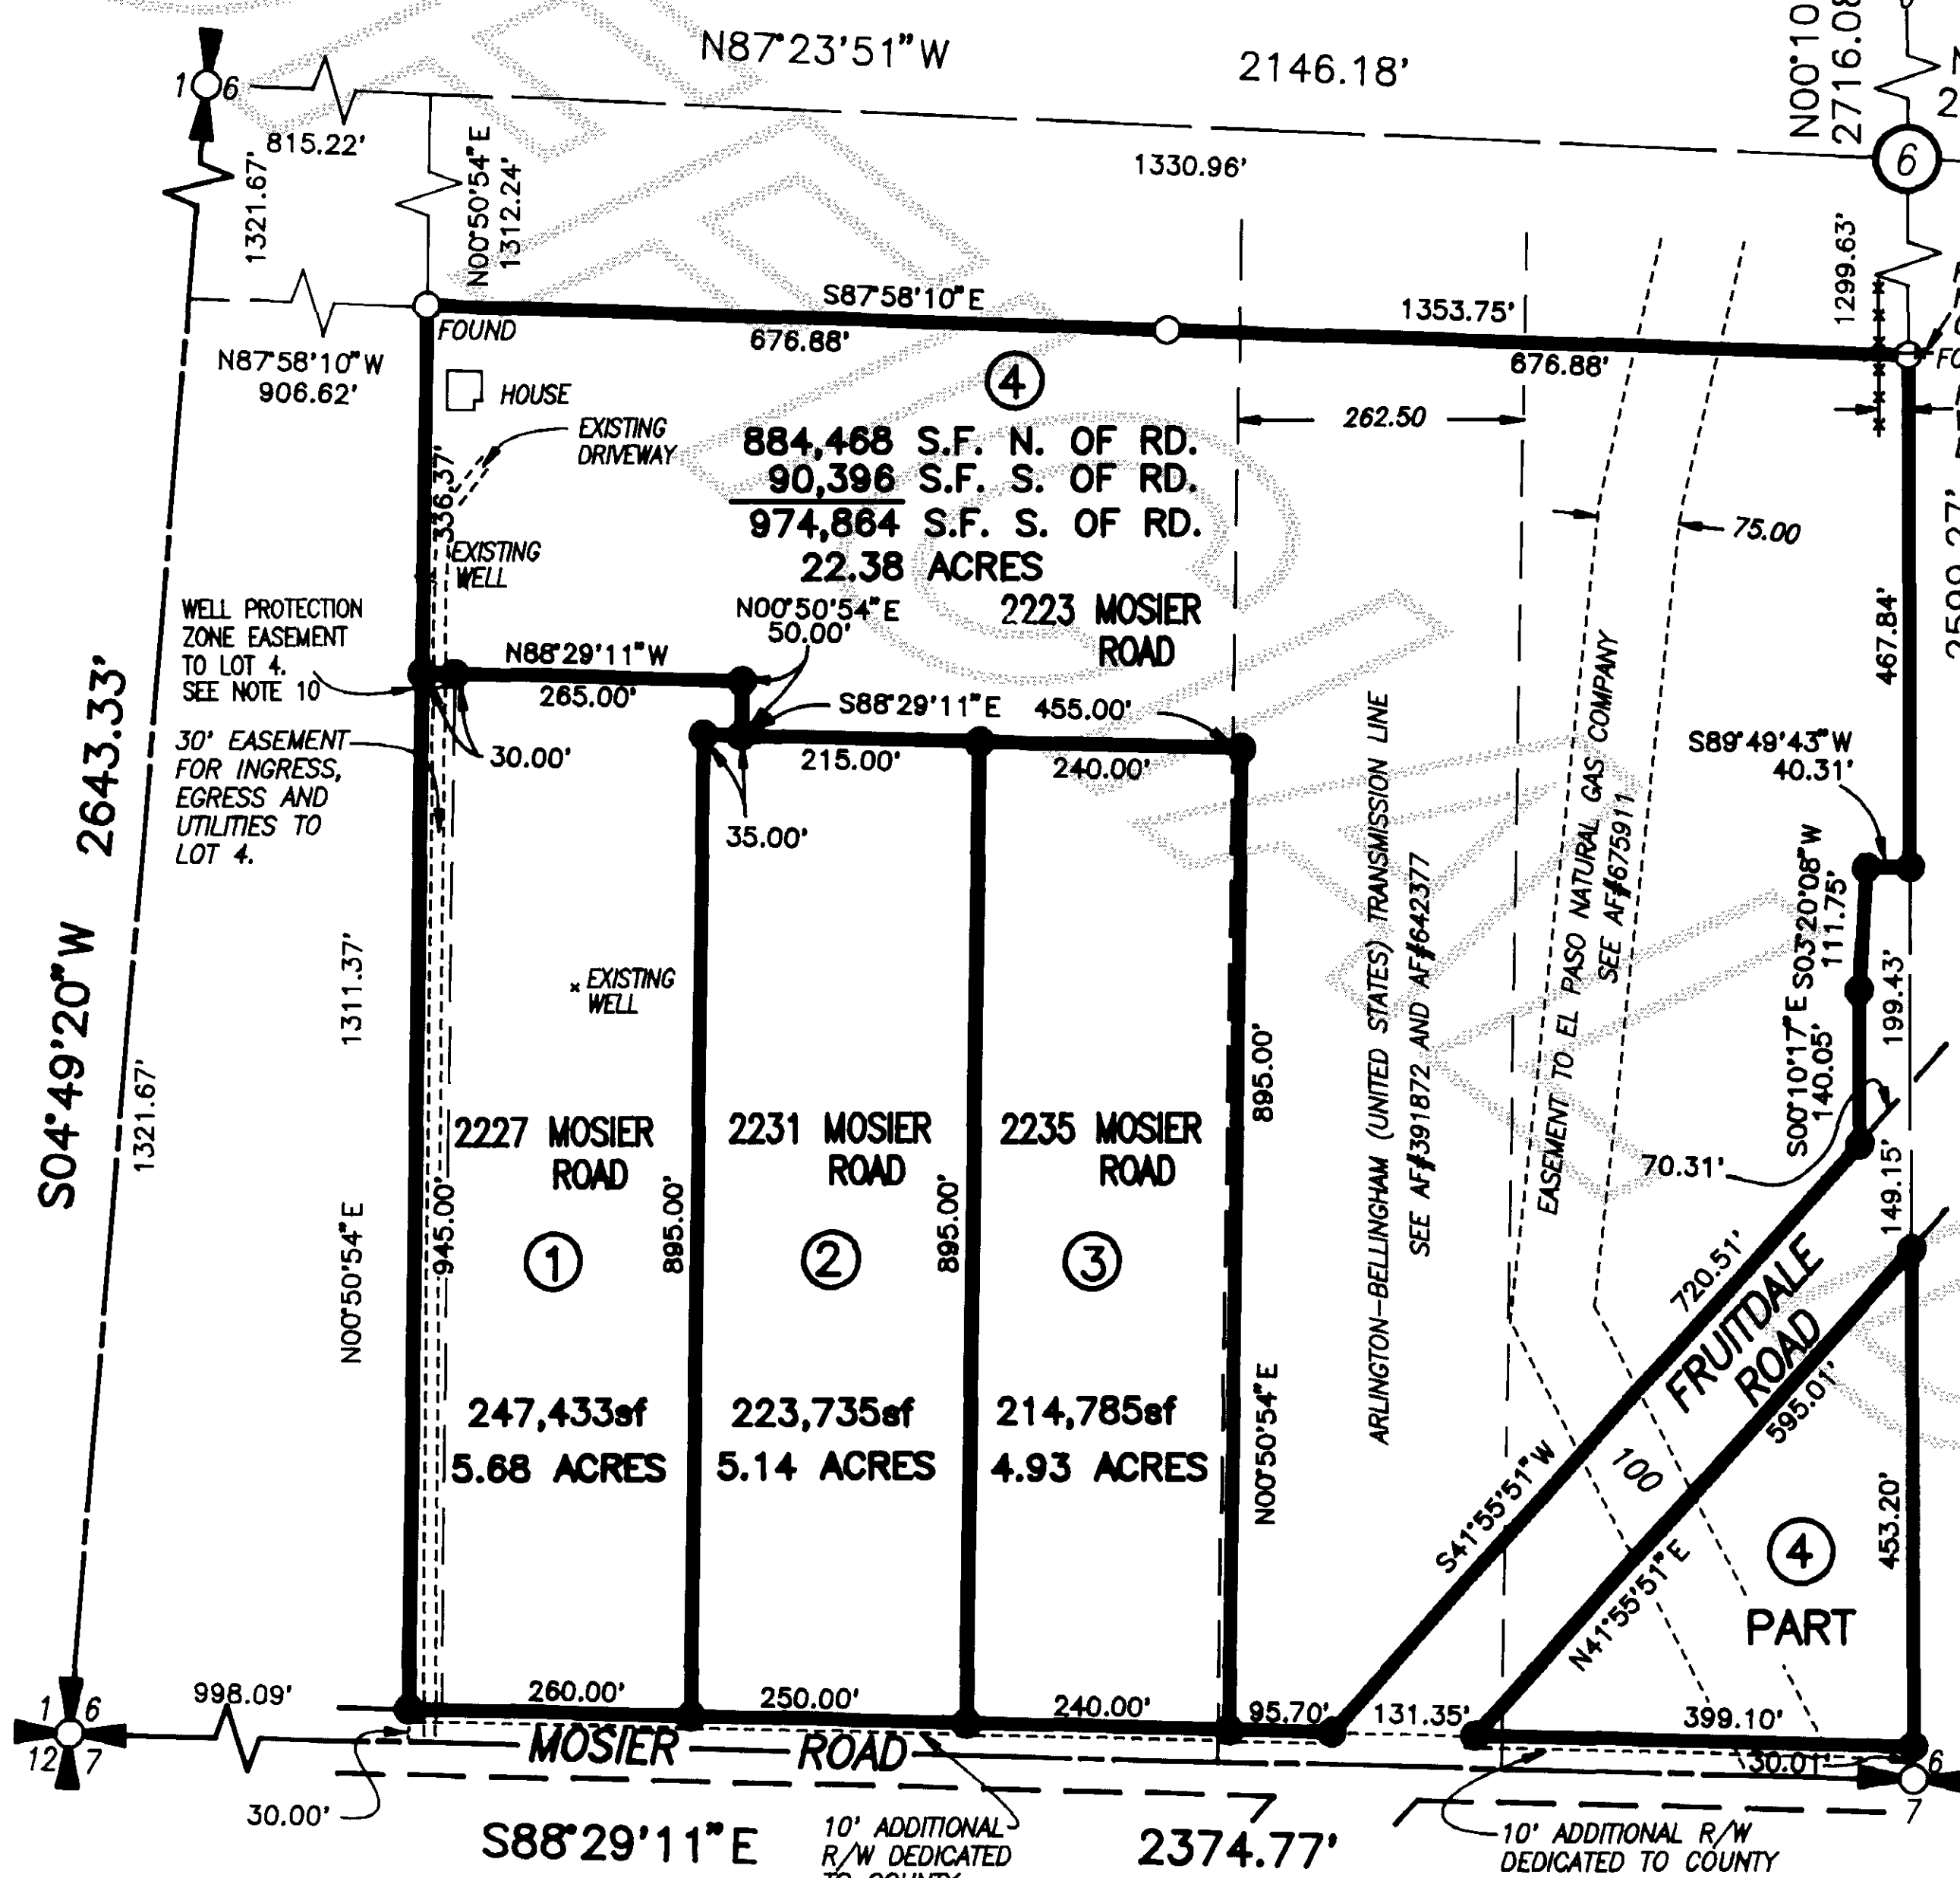 N87°23'51"W
2146.18'
N00°10
2716.08
1 6
815.22'
1321.67'
N00°50'54"E
1312.24'
1330.96'
6
1299.63'
S87°58'10"E
1353.75'
FOUND
676.88'
676.88'
N87°58'10"W
906.62'
HOUSE
4
262.50
EXISTING
DRIVEWAY
336.37'
884,468 S.F. N. OF RD.
90,396 S.F. S. OF RD.
974,864 S.F. S. OF RD.
22.38 ACRES
75.00
EXISTING
WELL
2223 MOSIER
ROAD
N00°50'54"E
50.00'
WELL PROTECTION
ZONE EASEMENT
TO LOT 4.
SEE NOTE 10
N88°29'11"W
265.00'
S88°29'11"E 455.00'
467.84'
2643.33'
S04°49'20"W
30' EASEMENT
FOR INGRESS,
EGRESS AND
UTILITIES TO
LOT 4.
30.00'
215.00'
240.00'
35.00'
S89°49'43"W
40.31'
ARLINGTON-BELLINGHAM (UNITED STATES) TRANSMISSION LINE
SEE AF#391872 AND AF#642377
EASEMENT TO EL PASO NATURAL GAS COMPANY
SEE AF#675911
S03°20'08"W
111.75'
199.43'
1311.37'
EXISTING
WELL
895.00'
S00°10'17"E
140.05'
1321.67'
2227 MOSIER
ROAD
2231 MOSIER
ROAD
2235 MOSIER
ROAD
70.31'
149.15'
N00°50'54"E
945.00'
1
895.00'
2
895.00'
3
720.51'
FRUITDALE
ROAD
595.01'
247,433sf
5.68 ACRES
223,735sf
5.14 ACRES
214,785sf
4.93 ACRES
N00°50'54"E
S41°55'51"W
100
N41°55'51"E
4
PART
453.20'
998.09'
260.00'
250.00'
240.00'
95.70'
131.35'
399.10'
1 6
12 7
MOSIER ROAD
30.01'
6
7
30.00'
S88°29'11"E
10' ADDITIONAL
R/W DEDICATED
TO COUNTY
2374.77'
10' ADDITIONAL R/W
DEDICATED TO COUNTY